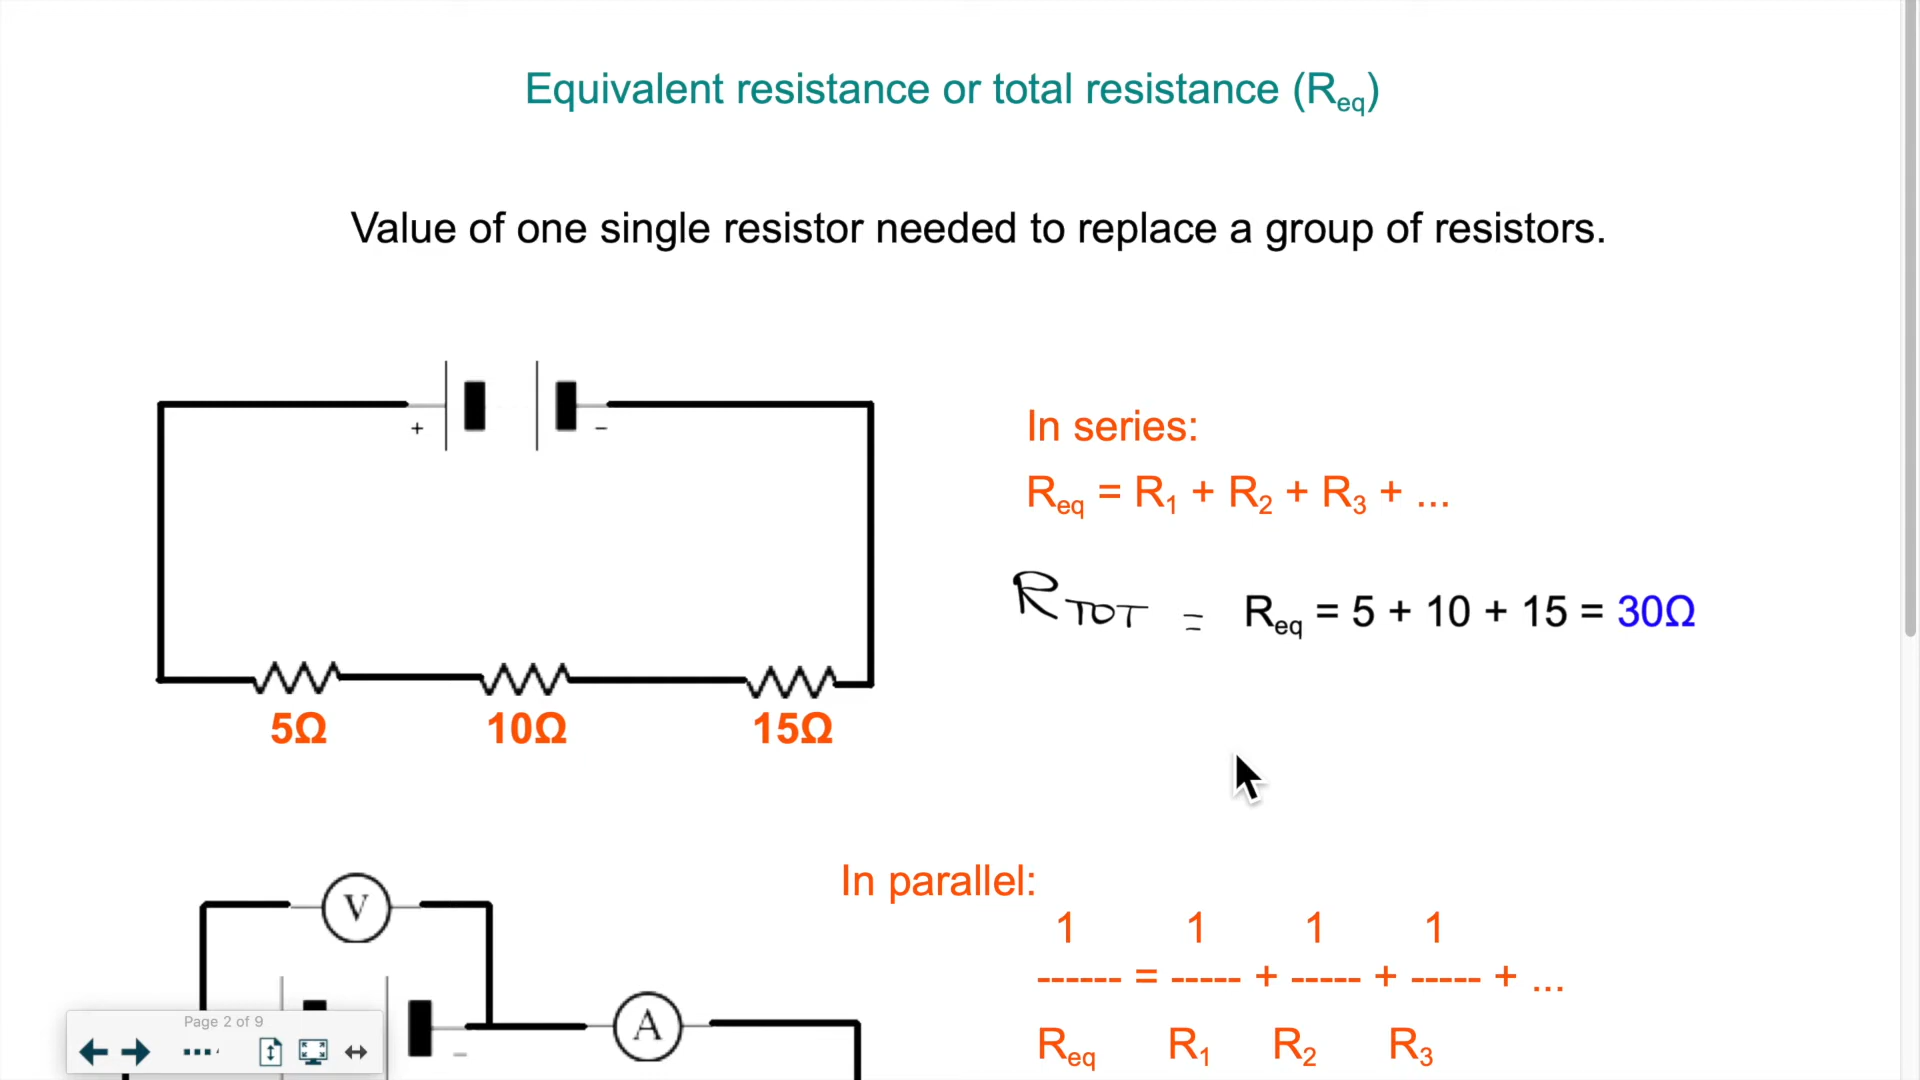 Equivalent resistance or total resistance (Req)
Value of one single resistor needed to replace a group of resistors.
+ −
In series:
Req = R1 + R2 + R3 + ...
RTOT = Req = 5 + 10 + 15 = 30Ω
5Ω 10Ω 15Ω
In parallel:
V
1 1 1 1
------ = ----- + ----- + ----- + ...
Req R1 R2 R3
A
−
Page 2 of 9